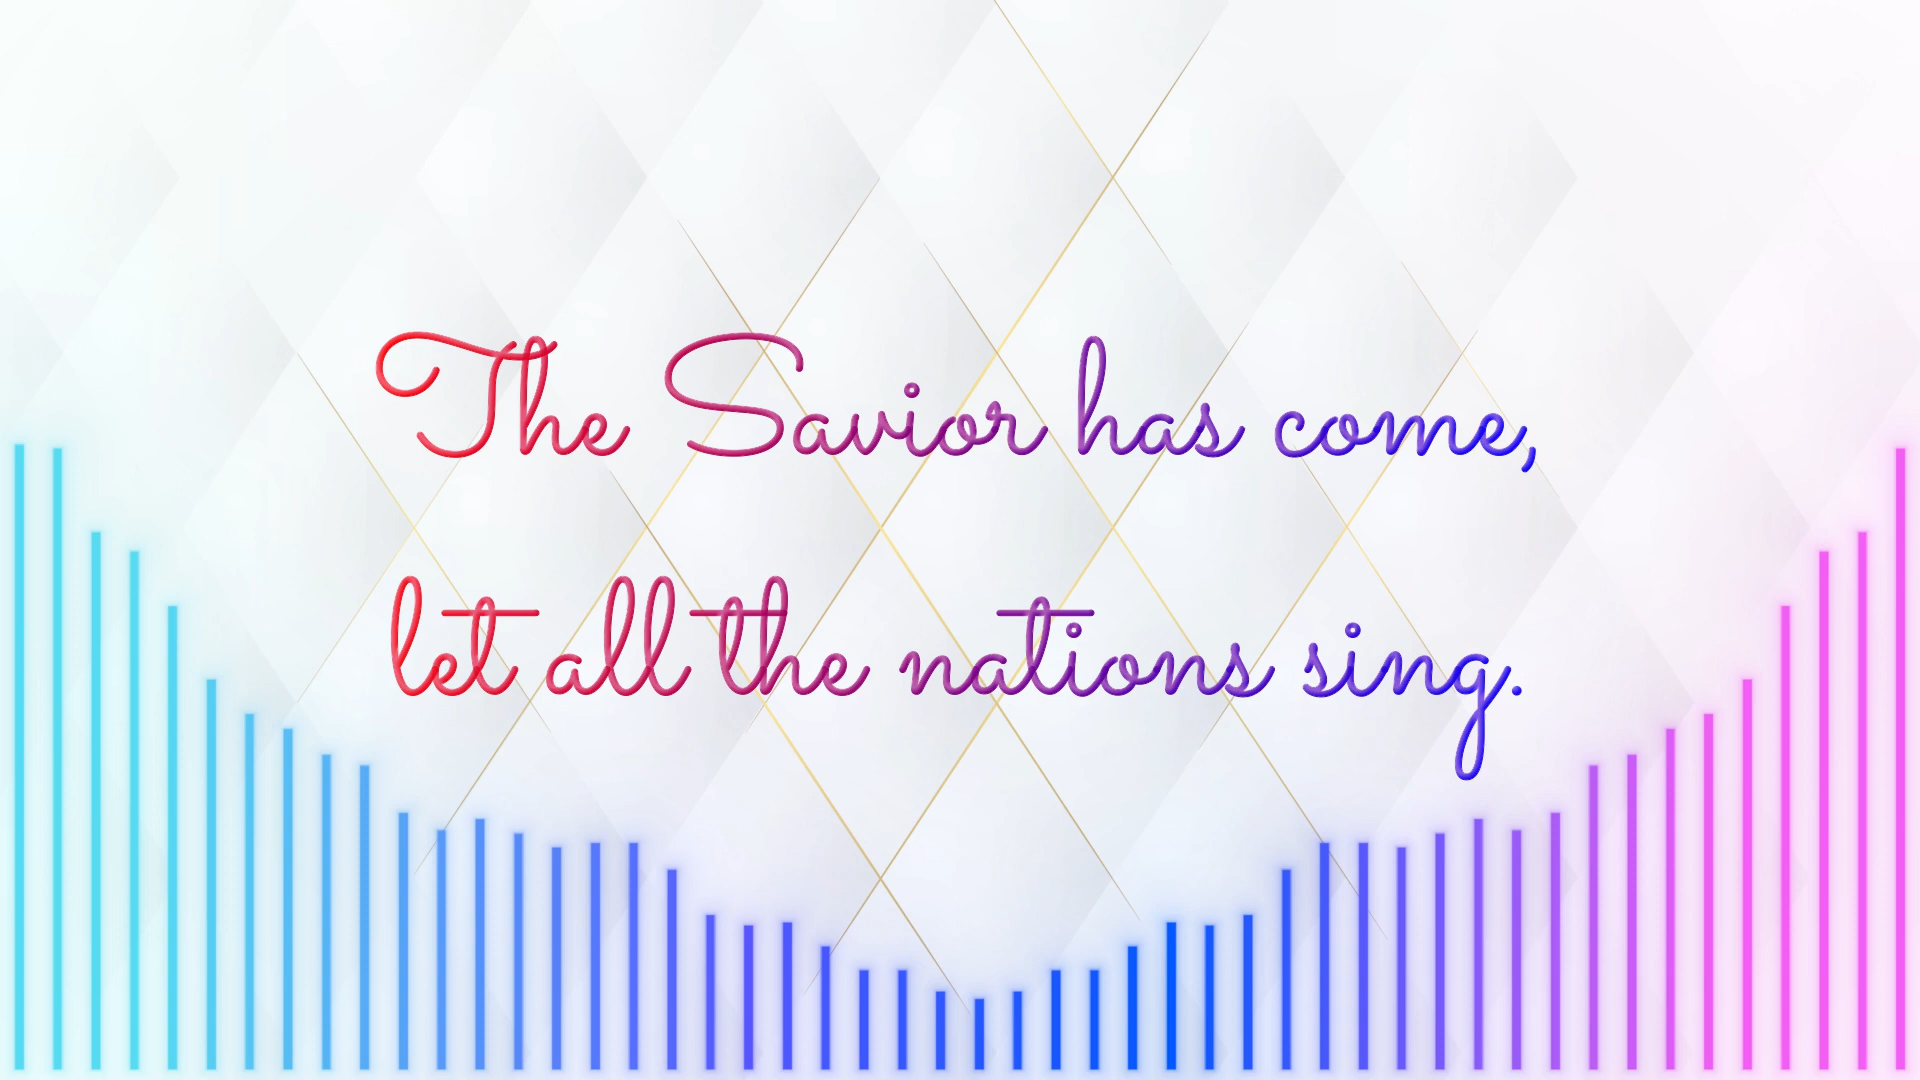 The Savior has come,
let all the nations sing.